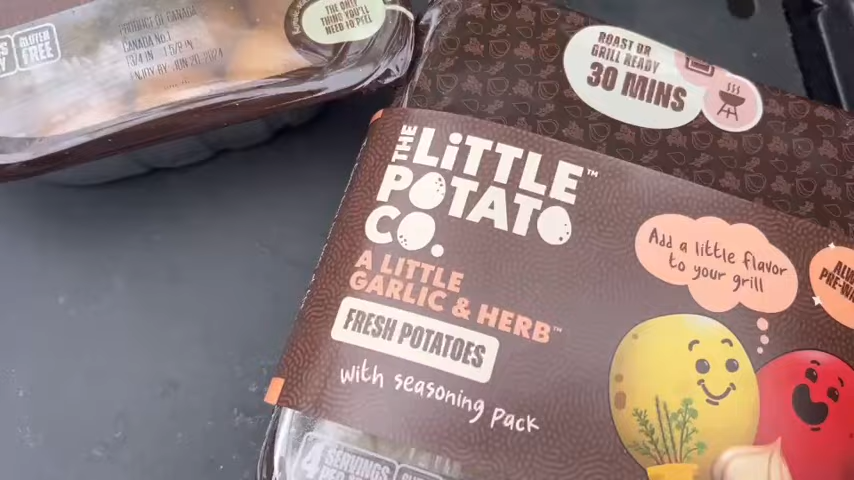 GLUTEN
FREE
PRODUCE OF CANADA
CANADA NO.1
THE ONLY
THING YOU'LL
NEED TO PEEL
ROAST OR
GRILL READY
30 MINS
THE LiTTLE
POTATO
CO.
™
A LITTLE
GARLIC & HERB™
FRESH POTATOES
with seasoning pack
Add a little flavor
to your grill
4 SERVINGS